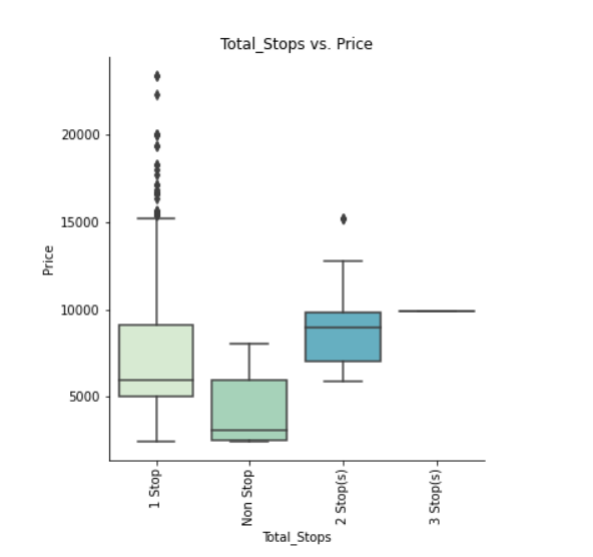 Total_Stops vs. Price
20000
15000
10000
5000
Price
1 Stop
Non Stop
2 Stop(s)
3 Stop(s)
Total_Stops